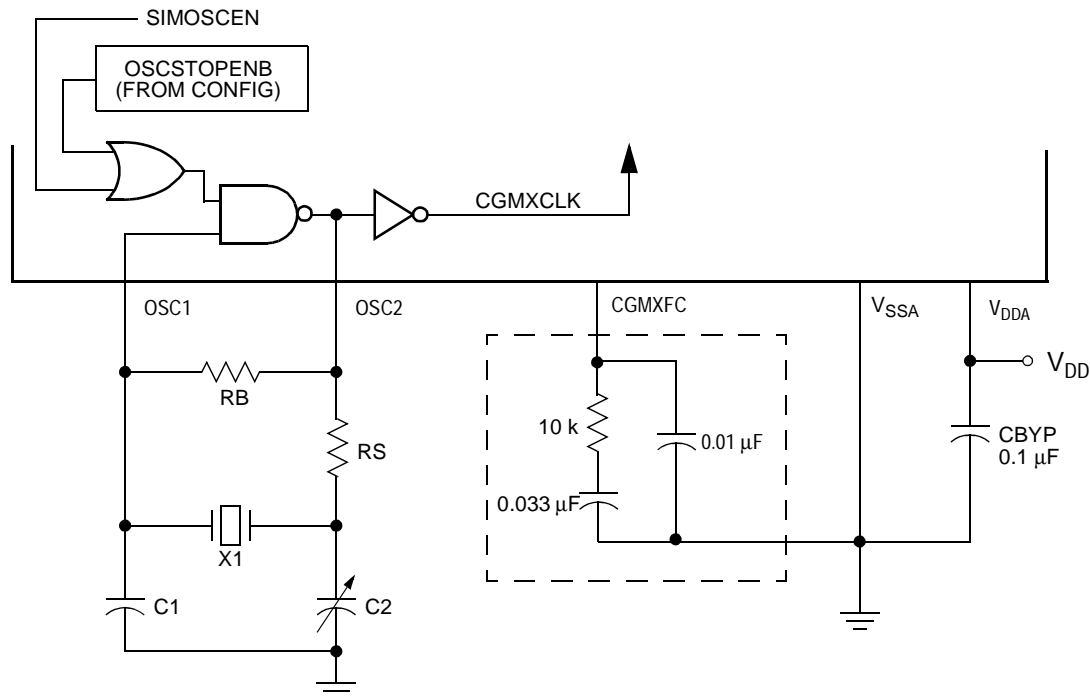 SIMOSCEN
OSCSTOPENB
(FROM CONFIG)
CGMXCLK
OSC1
OSC2
CGMXFC
VSSA
VDDA
VDD
RB
10 k
0.01 μF
CBYP
0.1 μF
RS
0.033 μF
X1
C1
C2